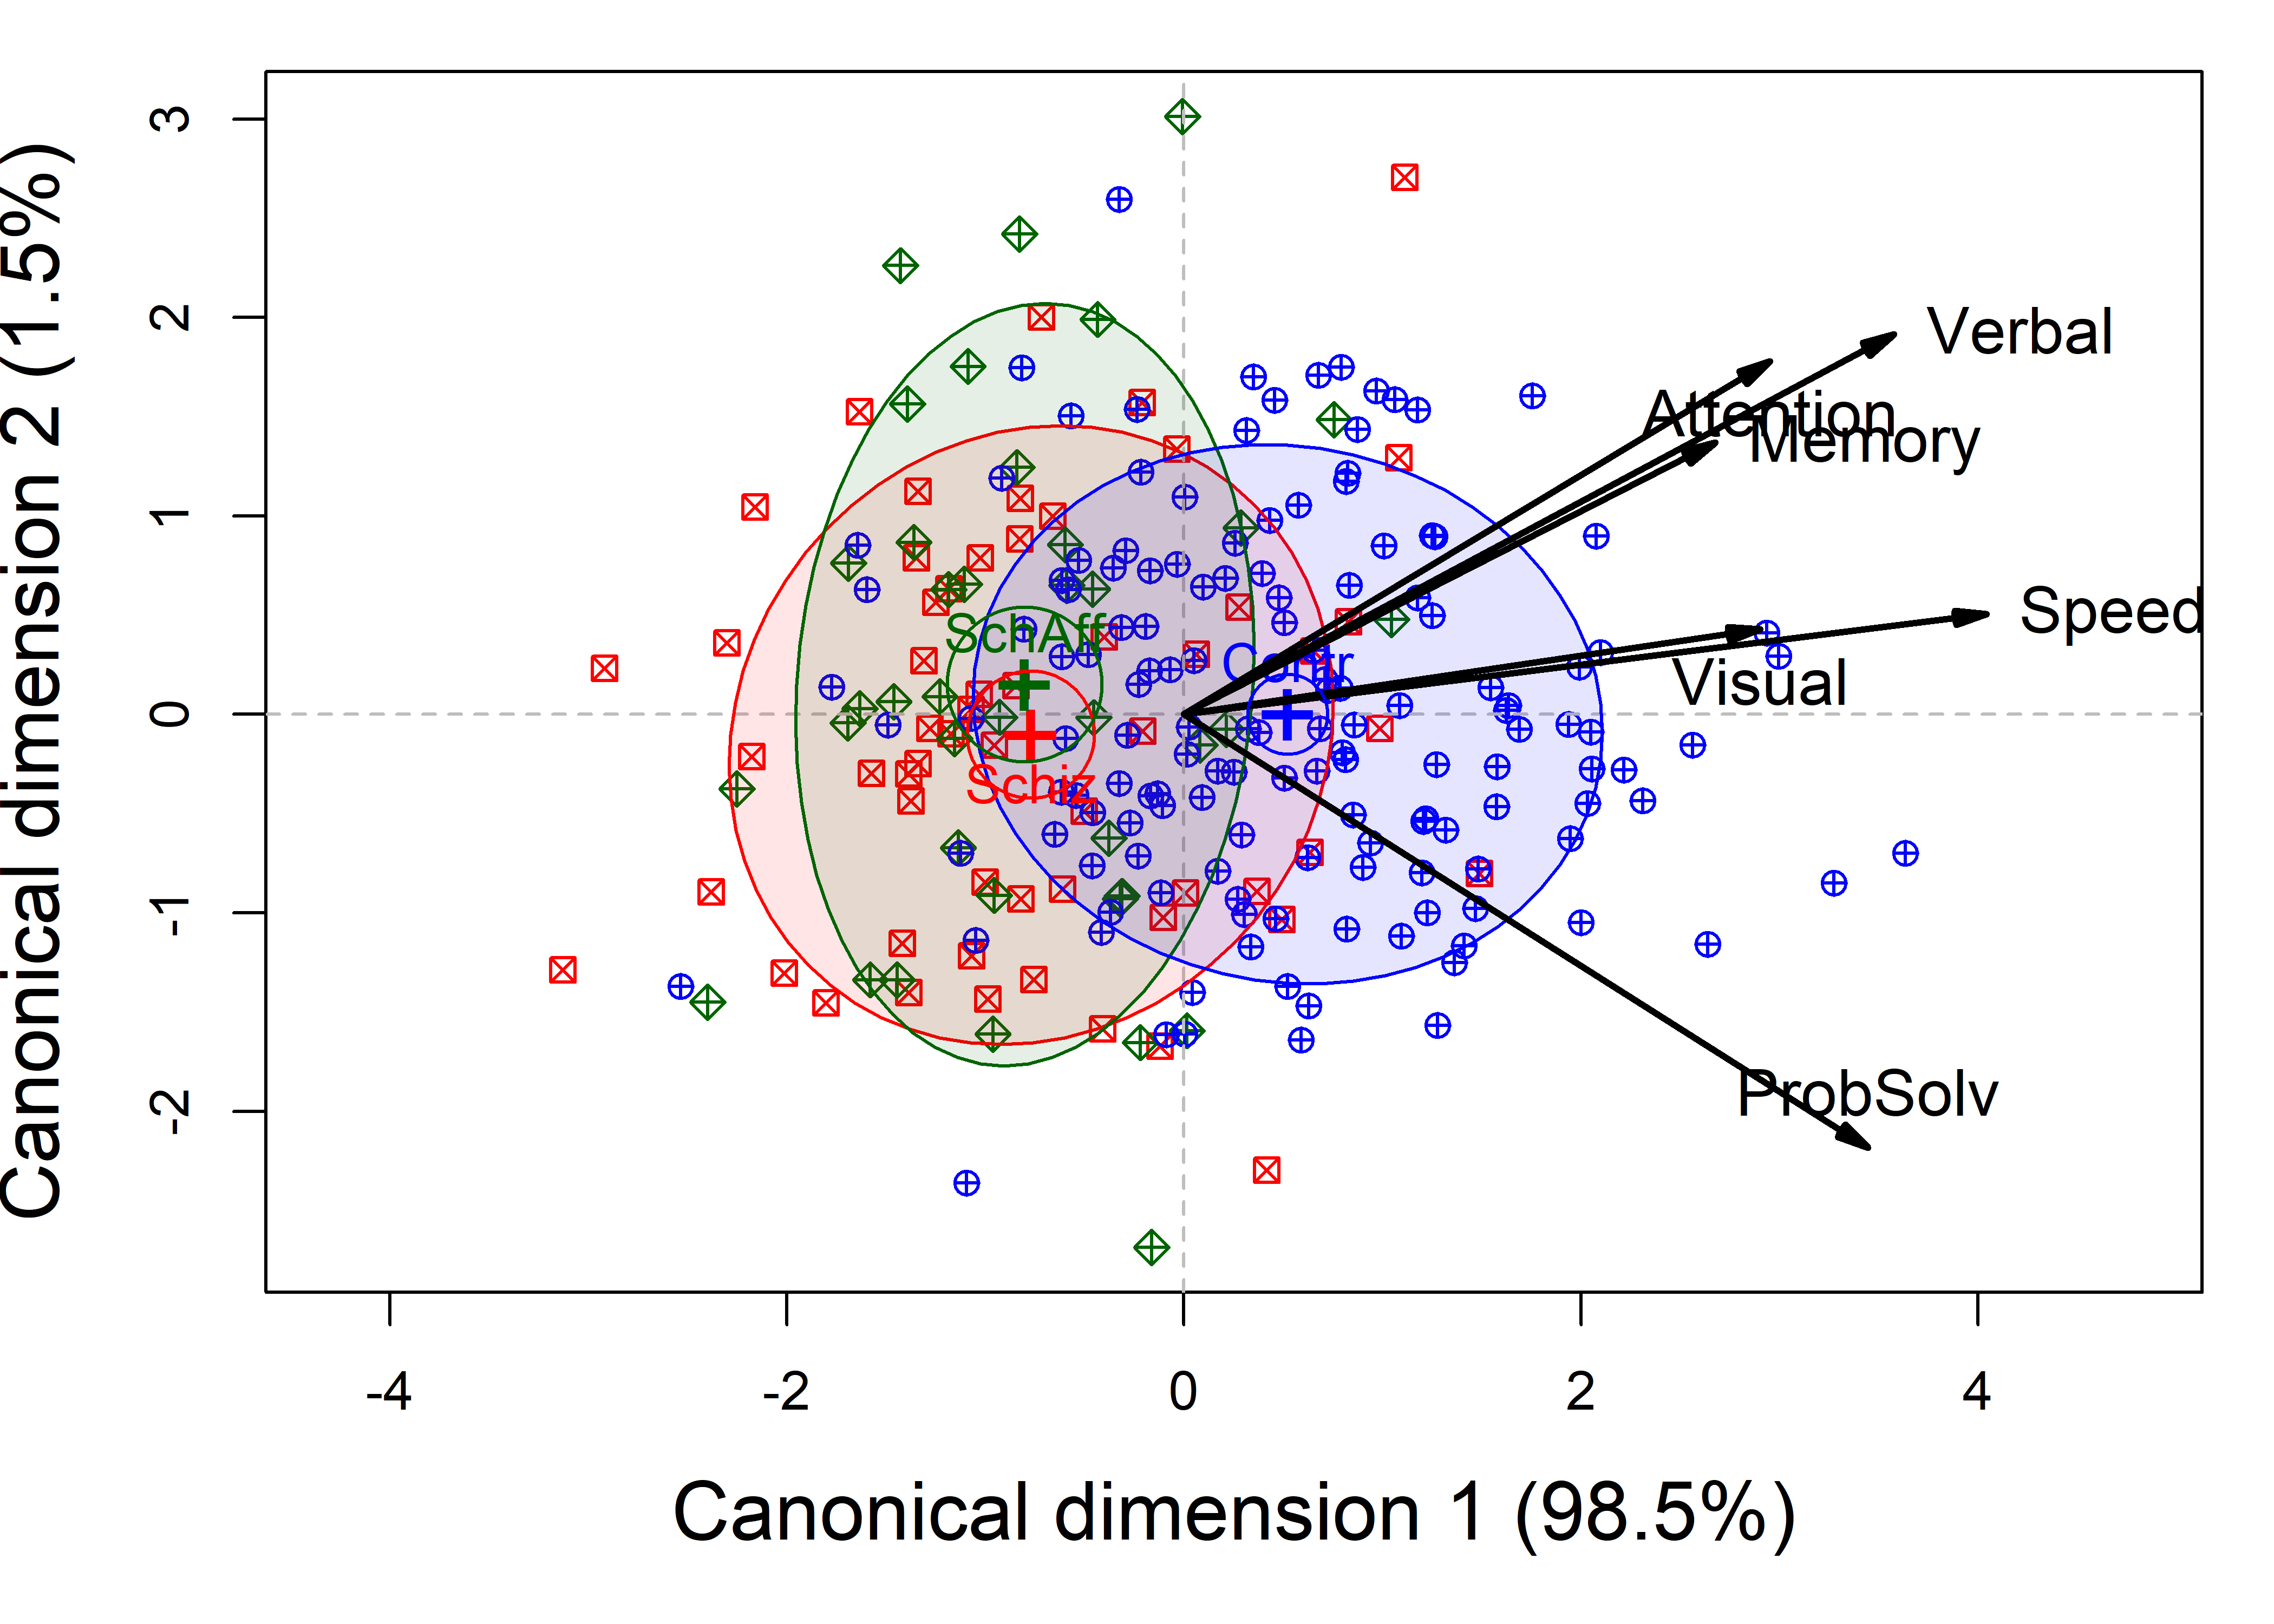 Canonical dimension 2 (1.5%)
3
2
1
0
-1
-2
Verbal
Attention
Memory
Speed
SchAff
Contr
Visual
Schiz
ProbSolv
-4
-2
0
2
4
Canonical dimension 1 (98.5%)